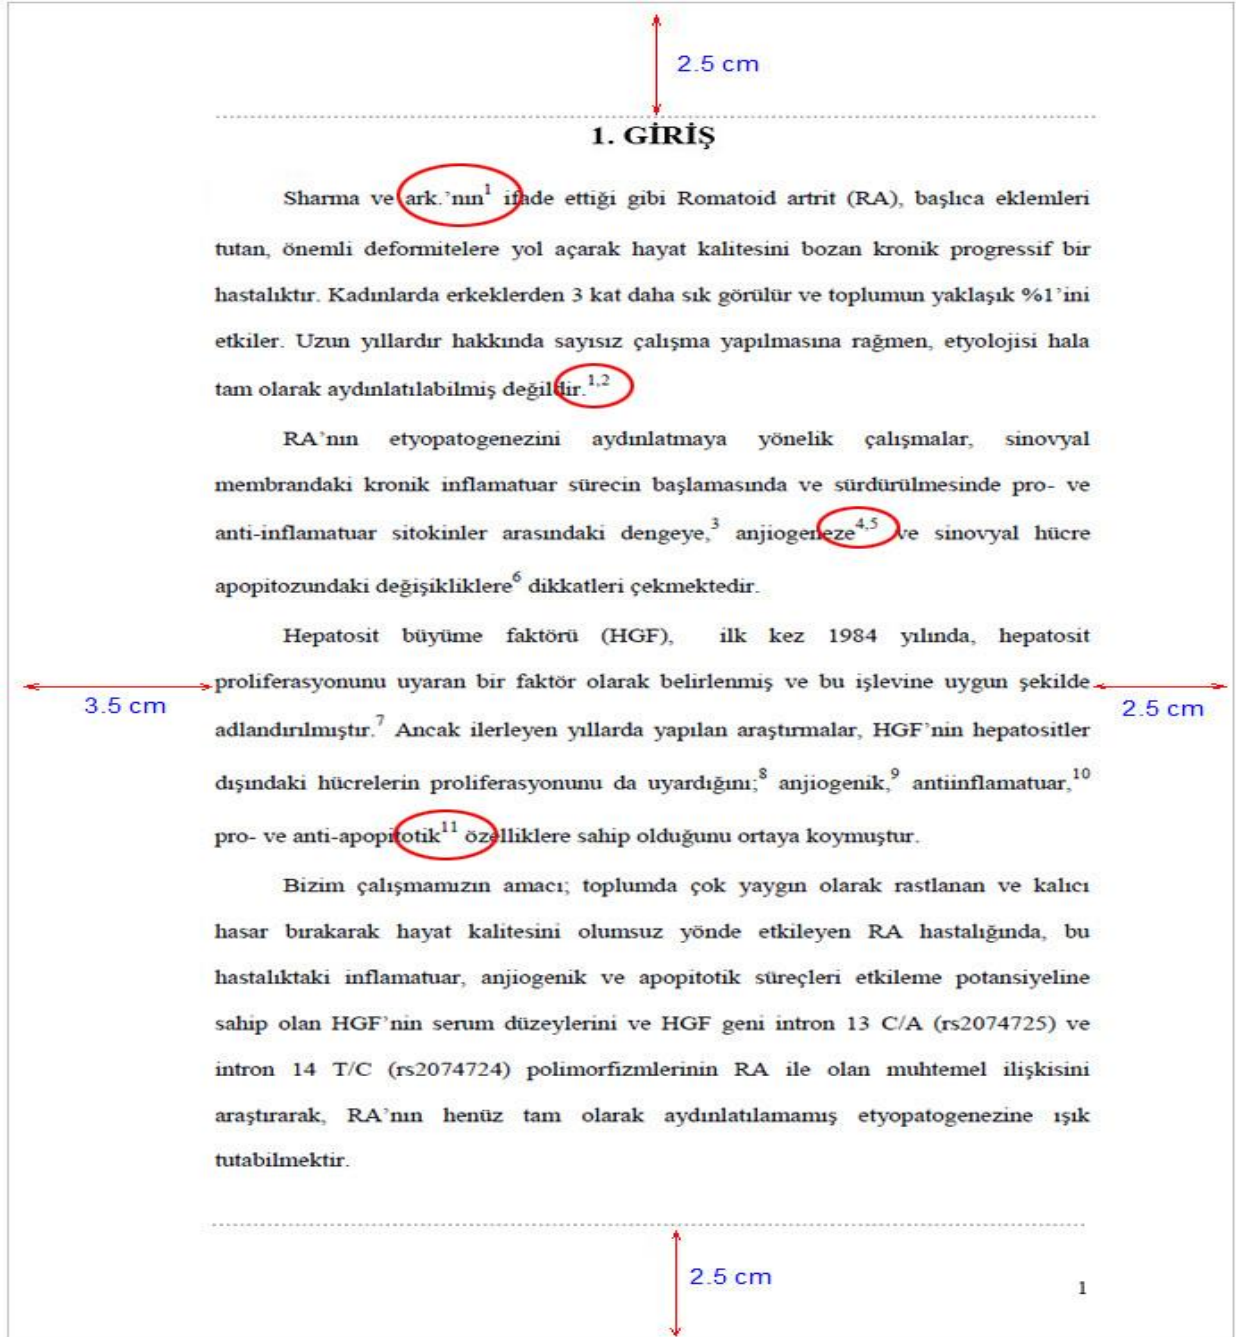 2.5 cm
1. GİRİŞ
Sharma ve ark.'nın1 ifade ettiği gibi Romatoid artrit (RA), başlıca eklemleri
tutan, önemli deformitelere yol açarak hayat kalitesini bozan kronik progressif bir
hastalıktır. Kadınlarda erkeklerden 3 kat daha sık görülür ve toplumun yaklaşık %1'ini
etkiler. Uzun yıllardır hakkında sayısız çalışma yapılmasına rağmen, etyolojisi hala
tam olarak aydınlatılabilmiş değildir.1,2
RA'nın etyopatogenezini aydınlatmaya yönelik çalışmalar, sinovyal
membrandaki kronik inflamatuar sürecin başlamasında ve sürdürülmesinde pro- ve
anti-inflamatuar sitokinler arasındaki dengeye,3 anjiogeneze4,5 ve sinovyal hücre
apopitozundaki değişikliklere6 dikkatleri çekmektedir.
Hepatosit büyüme faktörü (HGF), ilk kez 1984 yılında, hepatosit
proliferasyonunu uyaran bir faktör olarak belirlenmiş ve bu işlevine uygun şekilde
3.5 cm
2.5 cm
adlandırılmıştır.7 Ancak ilerleyen yıllarda yapılan araştırmalar, HGF'nin hepatositler
dışındaki hücrelerin proliferasyonunu da uyardığını;8 anjiogenik,9 antiinflamatuar,10
pro- ve anti-apopitotik11 özelliklere sahip olduğunu ortaya koymuştur.
Bizim çalışmamızın amacı; toplumda çok yaygın olarak rastlanan ve kalıcı
hasar bırakarak hayat kalitesini olumsuz yönde etkileyen RA hastalığında, bu
hastalıktaki inflamatuar, anjiogenik ve apopitotik süreçleri etkileme potansiyeline
sahip olan HGF'nin serum düzeylerini ve HGF geni intron 13 C/A (rs2074725) ve
intron 14 T/C (rs2074724) polimorfizmlerinin RA ile olan muhtemel ilişkisini
araştırarak, RA'nın henüz tam olarak aydınlatılamamış etyopatogenezine ışık
tutabilmektir.
2.5 cm
1